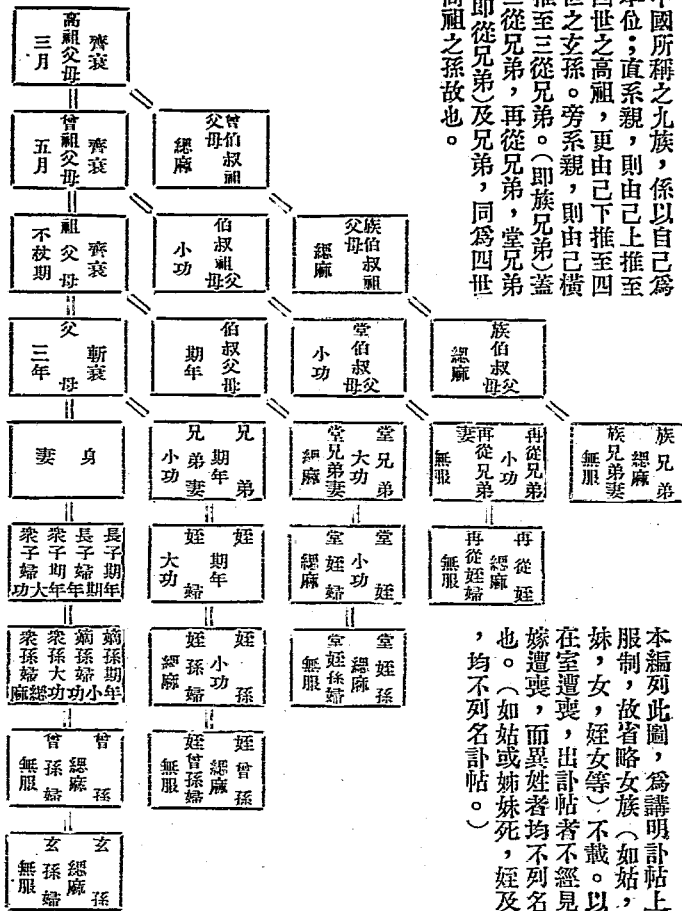 中國所稱之九族，係以自己爲
本位；直系親，則由己上推至
四世之高祖，更由己下推至四
世之玄孫。旁系親，則由己橫
推至三從兄弟。（即族兄弟）蓋
三從兄弟，再從兄弟，堂兄弟
（即從兄弟）及兄弟，同爲四世
高祖之孫故也。
齊衰
高祖父母
三月
齊衰
曾祖父母
五月
曾伯叔祖
父母
緦麻
齊衰
祖父母
不杖期
伯叔祖父
母
小功
族伯叔祖
父母
緦麻
父
斬衰
三年
母
伯叔父母
期年
堂伯叔父
母
小功
族伯叔父
母
緦麻
身
妻
兄弟
期年
兄弟妻
小功
堂兄弟
大功
堂兄弟妻
緦麻
再從兄弟
小功
再從兄弟
妻
無服
族兄弟
緦麻
族兄弟妻
無服
長子期年
長子婦期年
衆子期年
衆子婦大功
姪
期年
姪婦
大功
堂姪
小功
堂姪婦
緦麻
再從姪
緦麻
再從姪婦
無服
嫡孫期年
嫡孫婦小功
衆孫大功
衆孫婦緦麻
姪孫
小功
姪孫婦
緦麻
堂姪孫
緦麻
堂姪孫婦
無服
曾孫
緦麻
曾孫婦
無服
姪曾孫
緦麻
姪曾孫婦
無服
玄孫
緦麻
玄孫婦
無服
本編列此圖，爲講明訃帖上
服制，故省略女族（如姑，
妹，女，姪女等）不載。以
在室遭喪，出訃帖者不經見
嫁遭喪，而異姓者均不列名
也。（如姑或姊妹死，姪及
，均不列名訃帖。）